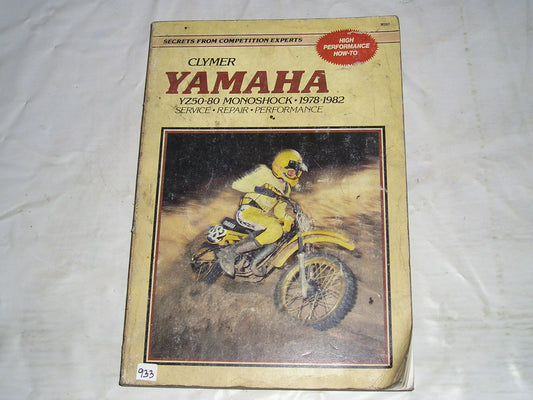 SECRETS FROM COMPETITION EXPERTS
HIGH
PERFORMANCE
HOW-TO
CLYMER
YAMAHA
YZ50-80 MONOSHOCK • 1978-1982
SERVICE • REPAIR • PERFORMANCE
933